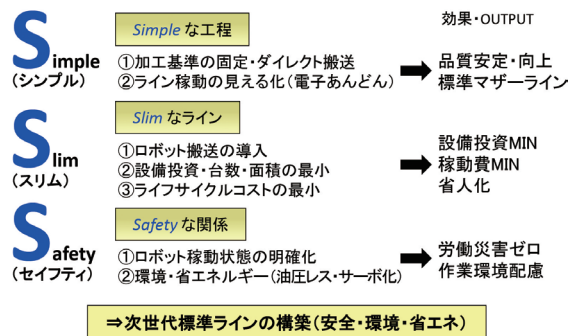 Simple
(シンプル)
Simple な工程
①加工基準の固定・ダイレクト搬送
②ライン稼動の見える化(電子あんどん)
効果・OUTPUT
品質安定・向上
標準マザーライン
Slim
(スリム)
Slim なライン
①ロボット搬送の導入
②設備投資・台数・面積の最小
③ライフサイクルコストの最小
設備投資MIN
稼動費MIN
省人化
Safety
(セイフティ)
Safety な関係
①ロボット稼動状態の明確化
②環境・省エネルギー(油圧レス・サーボ化)
労働災害ゼロ
作業環境配慮
⇒次世代標準ラインの構築(安全・環境・省エネ)